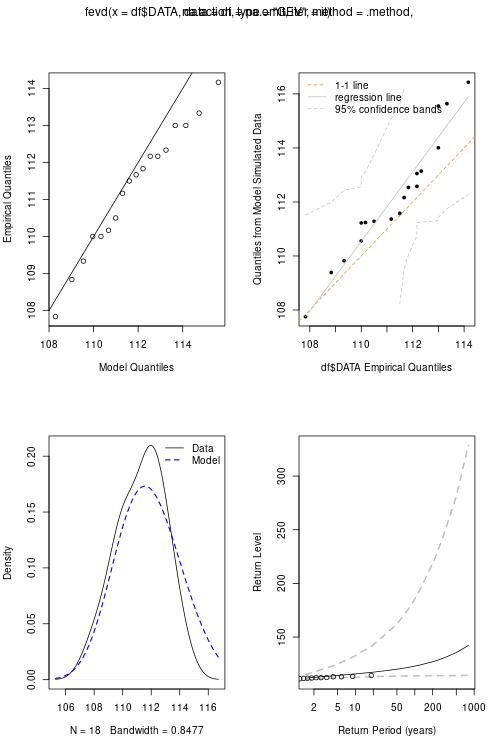 fevd(x = df$DATA,
method = .method,
114
113
112
111
110
109
108
Empirical Quantiles
108 110 112 114
Model Quantiles
1-1 line
regression line
95% confidence bands
116
114
112
110
108
Quantiles from Model Simulated Data
108 110 112 114
df$DATA Empirical Quantiles
Data
Model
0.20
0.15
0.10
0.05
0.00
Density
106 108 110 112 114 116
N = 18 Bandwidth = 0.8477
300
250
200
150
Return Level
2 5 10 50 200 1000
Return Period (years)